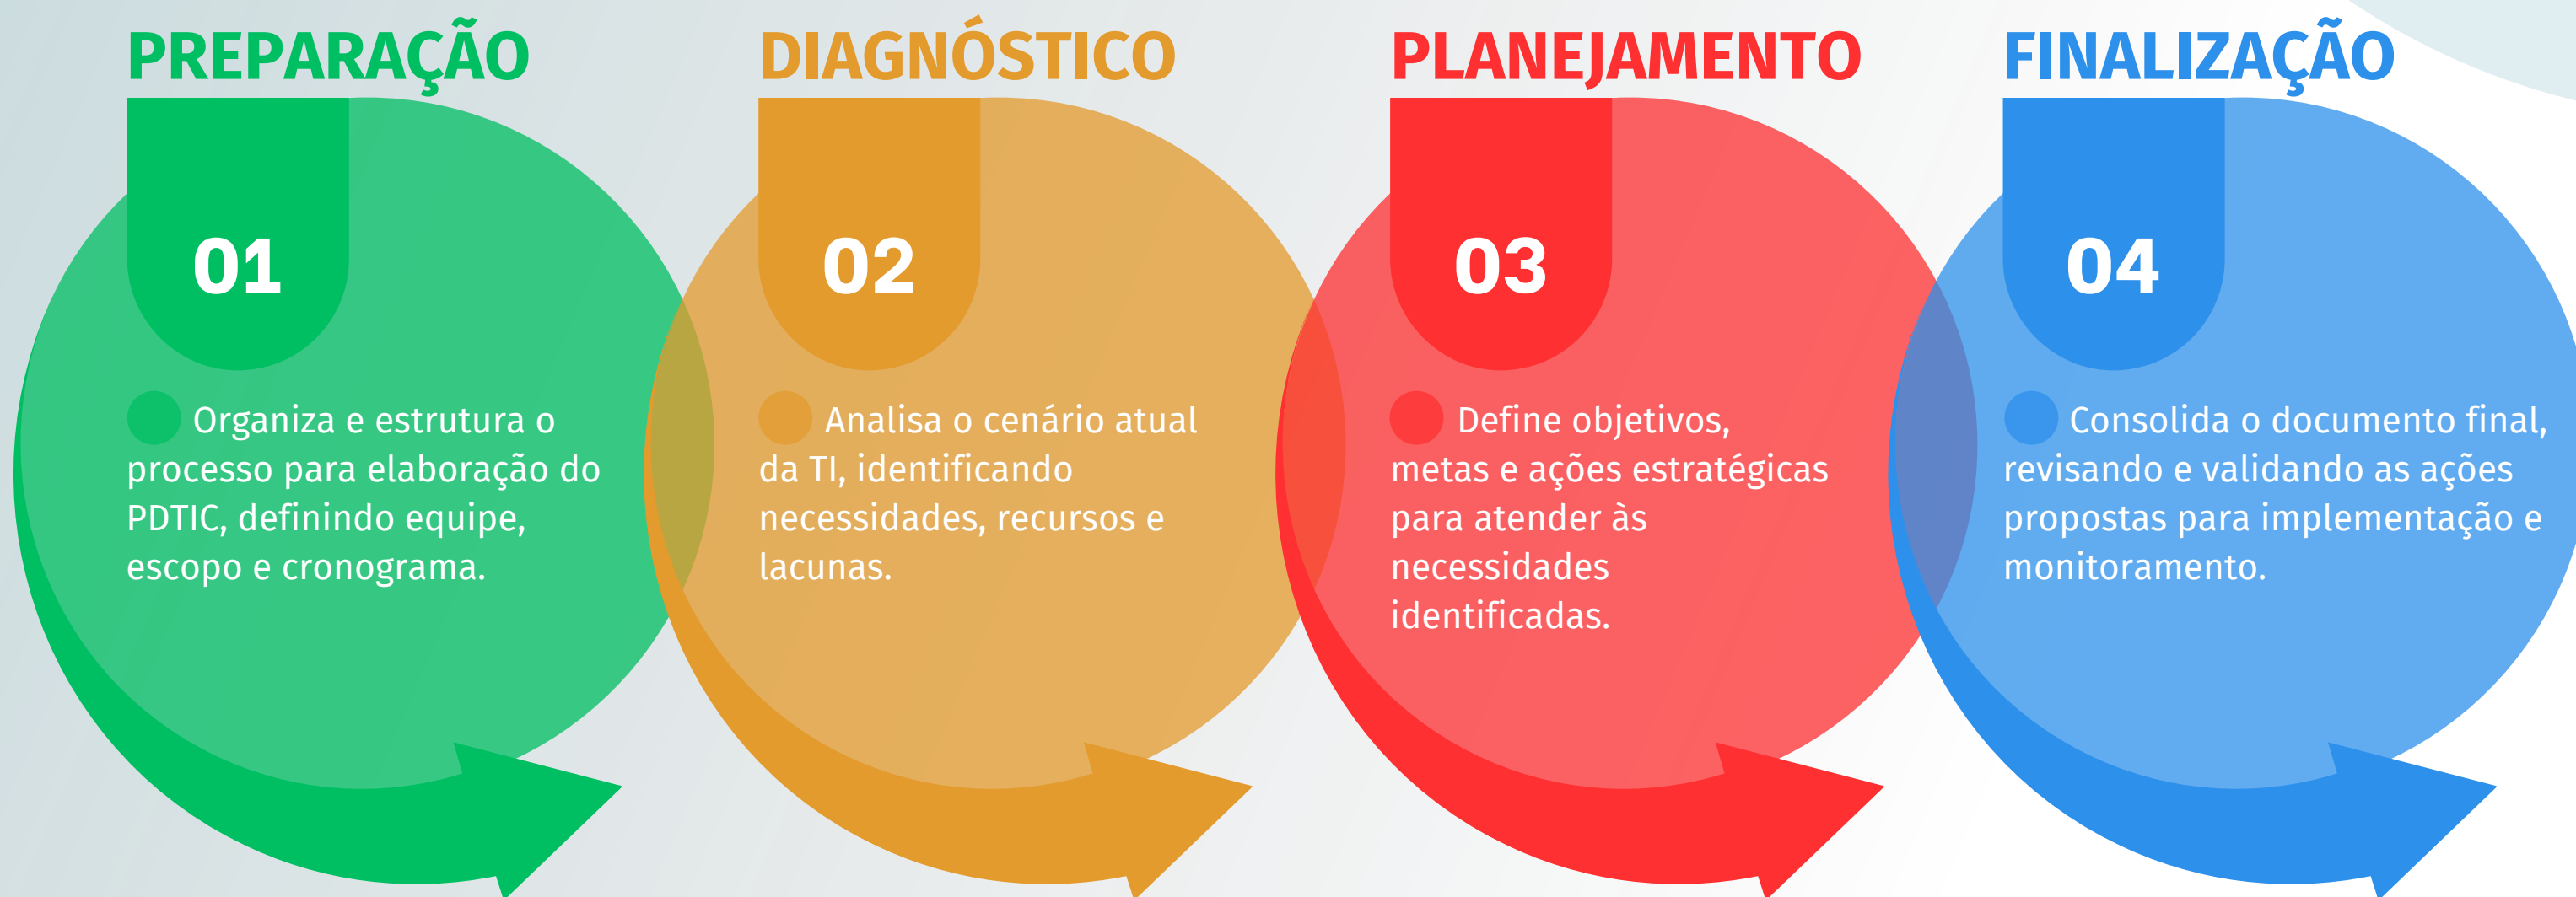 PREPARAÇÃO
01
Organiza e estrutura o
processo para elaboração do
PDTIC, definindo equipe,
escopo e cronograma.
DIAGNÓSTICO
02
Analisa o cenário atual
da TI, identificando
necessidades, recursos e
lacunas.
PLANEJAMENTO
03
Define objetivos,
metas e ações estratégicas
para atender às
necessidades
identificadas.
FINALIZAÇÃO
04
Consolida o documento final,
revisando e validando as ações
propostas para implementação e
monitoramento.